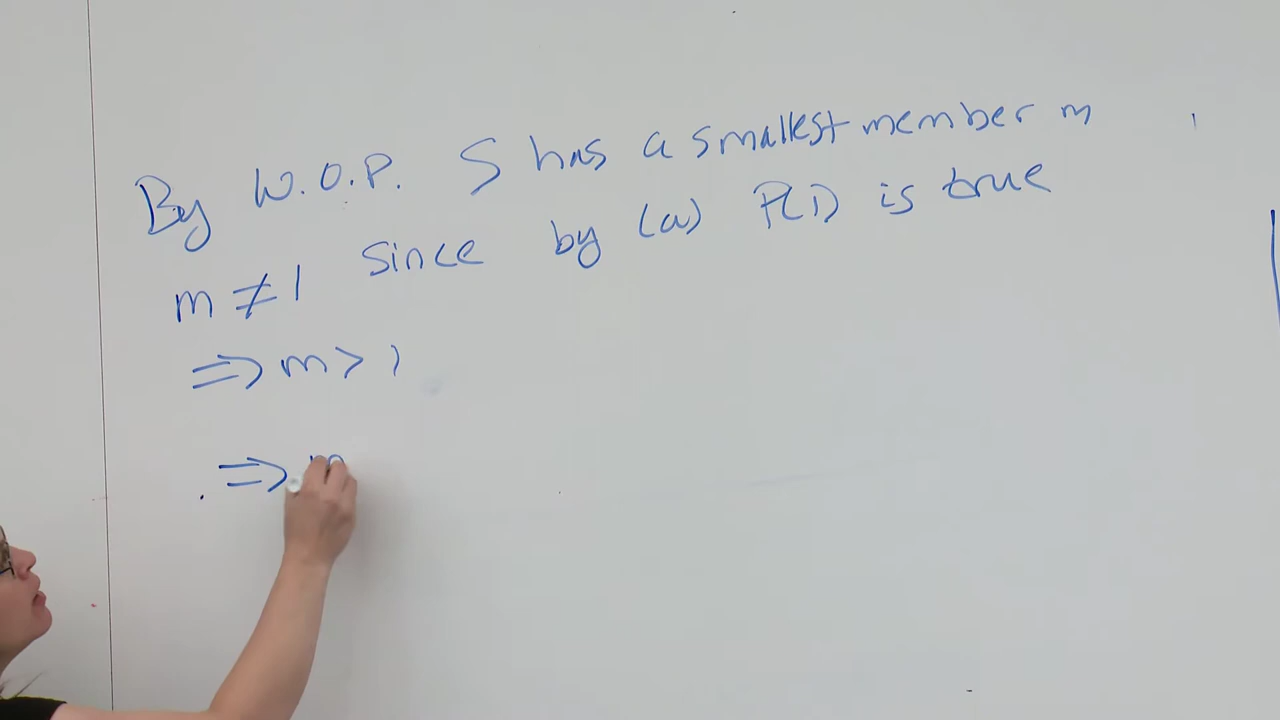 By W.O.P. S has a smallest member m
m ≠ 1 since by (a) P(1) is true
⇒ m > 1
⇒ m